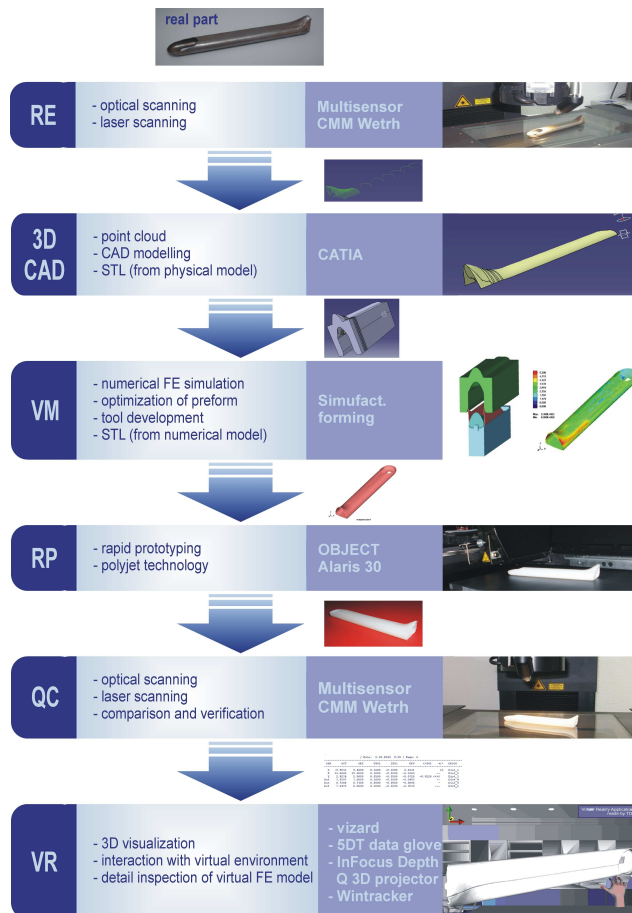 real part
RE
- optical scanning
- laser scanning
Multisensor
CMM Wetrh
3D
CAD
- point cloud
- CAD modelling
- STL (from physical model)
CATIA
VM
- numerical FE simulation
- optimization of preform
- tool development
- STL (from numerical model)
Simufact.
forming
RP
- rapid prototyping
- polyjet technology
OBJECT
Alaris 30
QC
- optical scanning
- laser scanning
- comparison and verification
Multisensor
CMM Wetrh
VR
- 3D visualization
- interaction with virtual environment
- detail inspection of virtual FE model
- vizard
- 5DT data glove
- InFocus Depth
Q 3D projector
- Wintracker